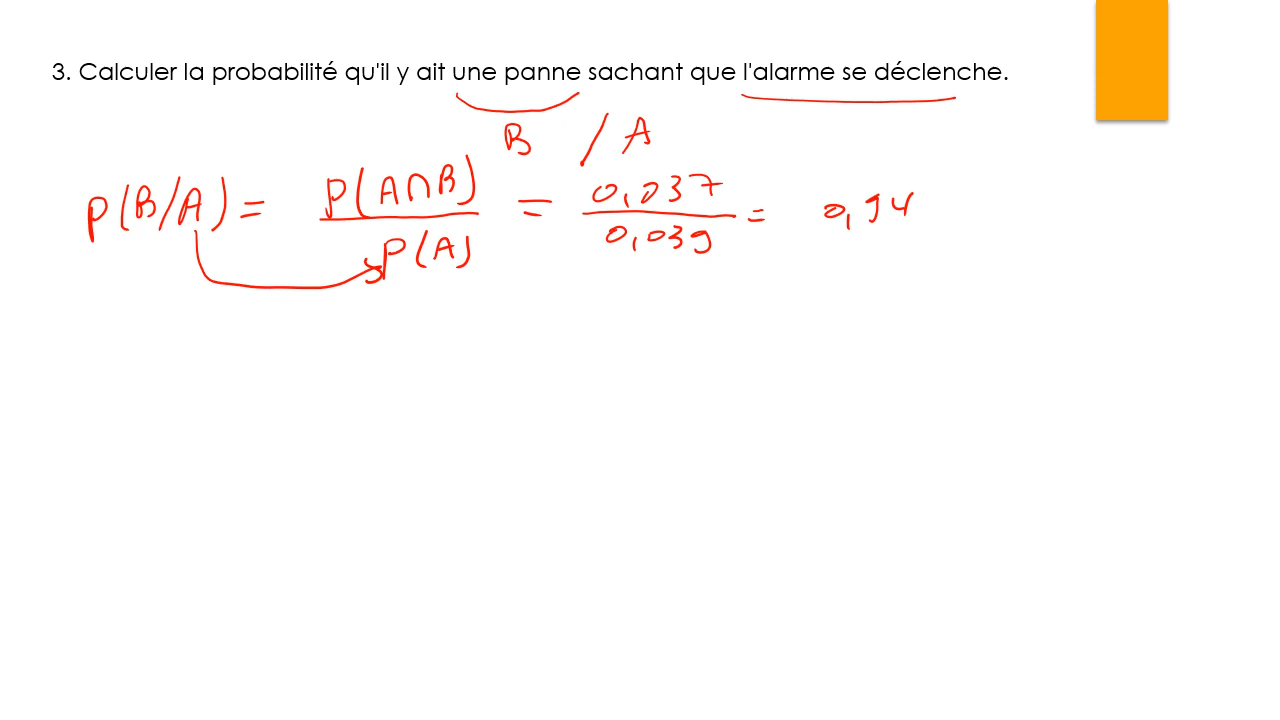 3. Calculer la probabilité qu'il y ait une panne sachant que l'alarme se déclenche.
B / A
P(B/A) = P(A∩B) / P(A) = 0,037 / 0,039 = 0,94